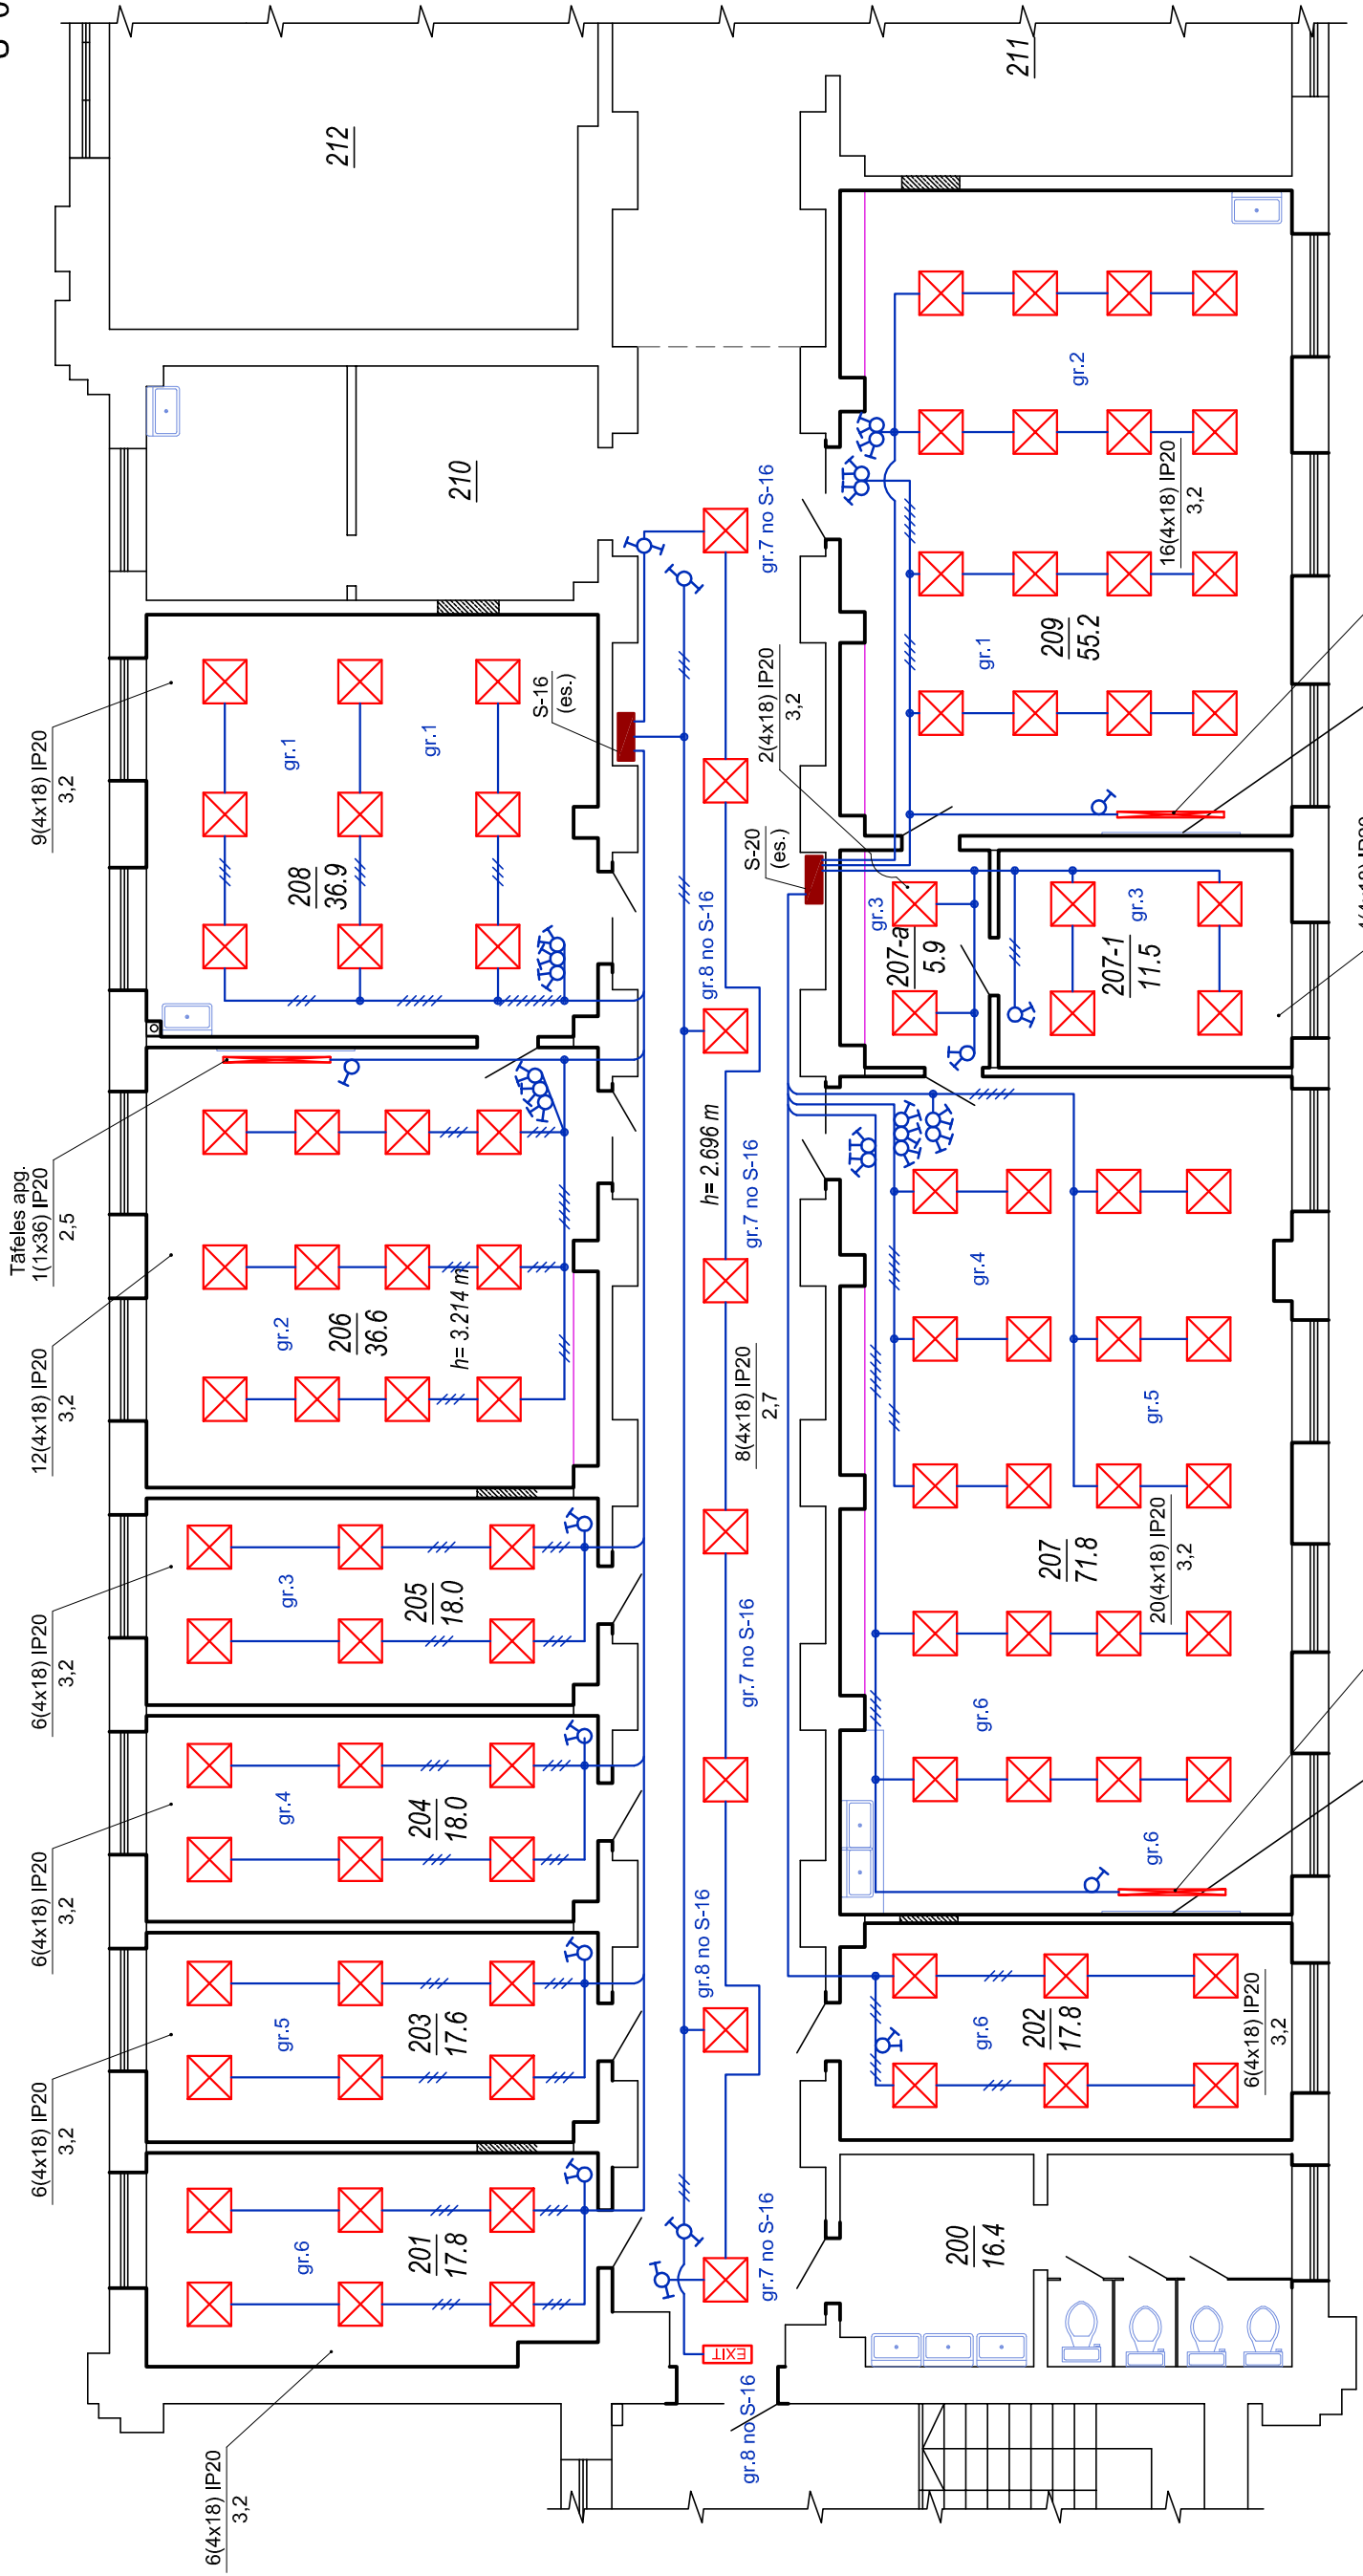 212
211
210
9(4x18) IP20
3,2
gr.1
gr.1
208
36.9
S-16
(es.)
gr.7 no S-16
gr.2
16(4x18) IP20
3,2
209
55.2
gr.1
2(4x18) IP20
3,2
S-20
(es.)
gr.8 no S-16
gr.3
207-a
5.9
gr.3
207-1
11.5
4(4x18) IP20
Tāfeles apg.
1(1x36) IP20
2,5
12(4x18) IP20
3,2
gr.2
206
36.6
h= 3.214 m
h= 2.696 m
gr.7 no S-16
8(4x18) IP20
2,7
gr.4
gr.5
207
71.8
20(4x18) IP20
3,2
gr.6
gr.6
6(4x18) IP20
3,2
gr.3
205
18.0
gr.7 no S-16
6(4x18) IP20
3,2
gr.4
204
18.0
gr.8 no S-16
6(4x18) IP20
3,2
gr.5
203
17.6
gr.6
202
17.8
6(4x18) IP20
3,2
gr.6
201
17.8
gr.7 no S-16
200
16.4
EXIT
gr.8 no S-16
6(4x18) IP20
3,2